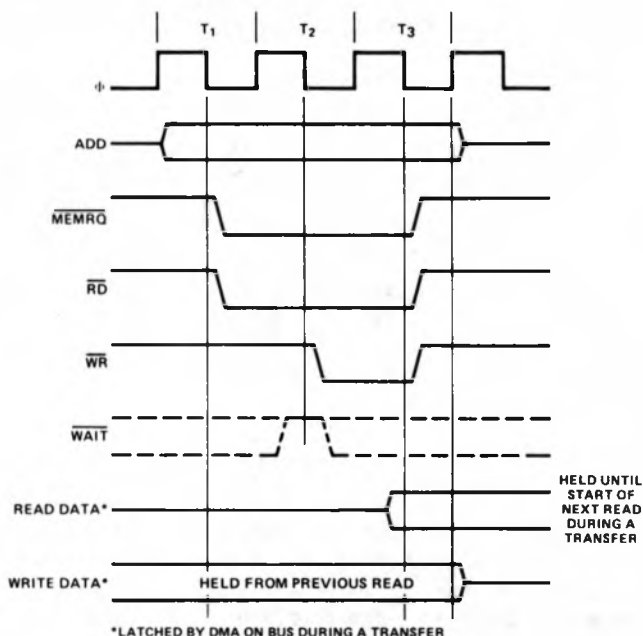 T1 T2 T3
Φ
ADD
MEMRQ
RD
WR
WAIT
READ DATA*
HELD UNTIL
START OF
NEXT READ
DURING A
TRANSFER
WRITE DATA* HELD FROM PREVIOUS READ
*LATCHED BY DMA ON BUS DURING A TRANSFER